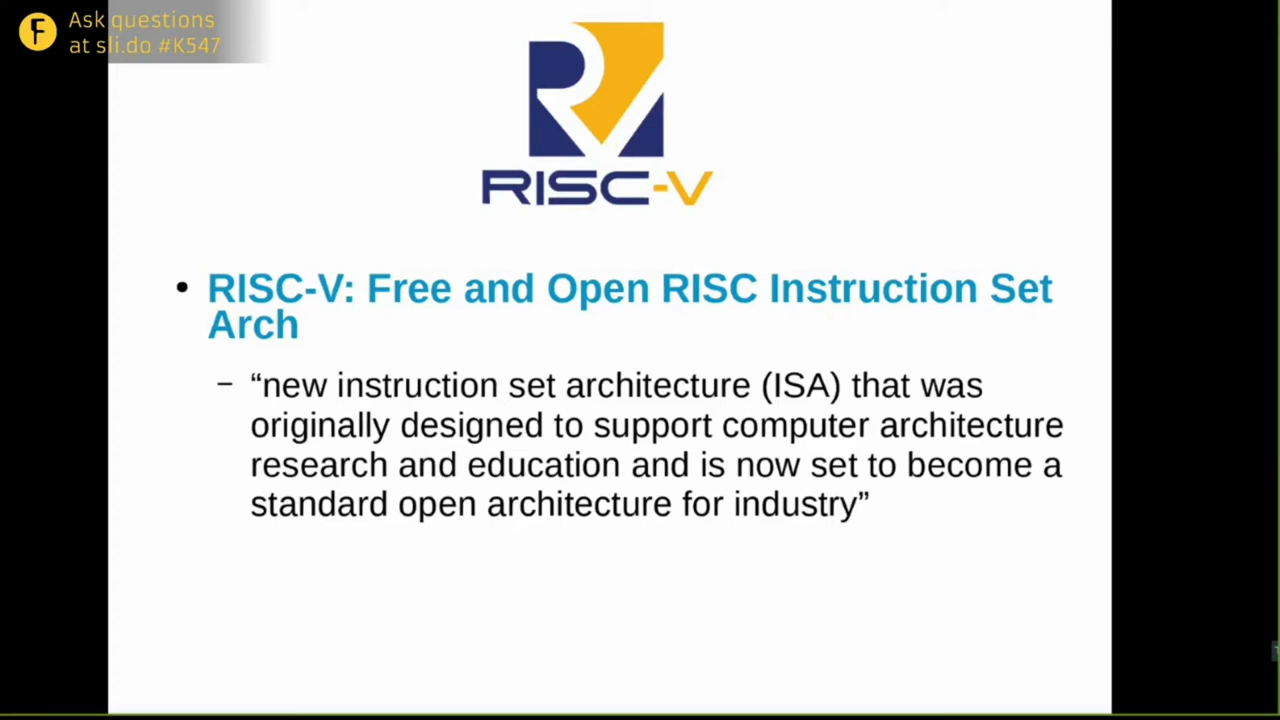 Ask questions
at sli.do #K547
RISC-V
• RISC-V: Free and Open RISC Instruction Set
Arch
– “new instruction set architecture (ISA) that was
originally designed to support computer architecture
research and education and is now set to become a
standard open architecture for industry”